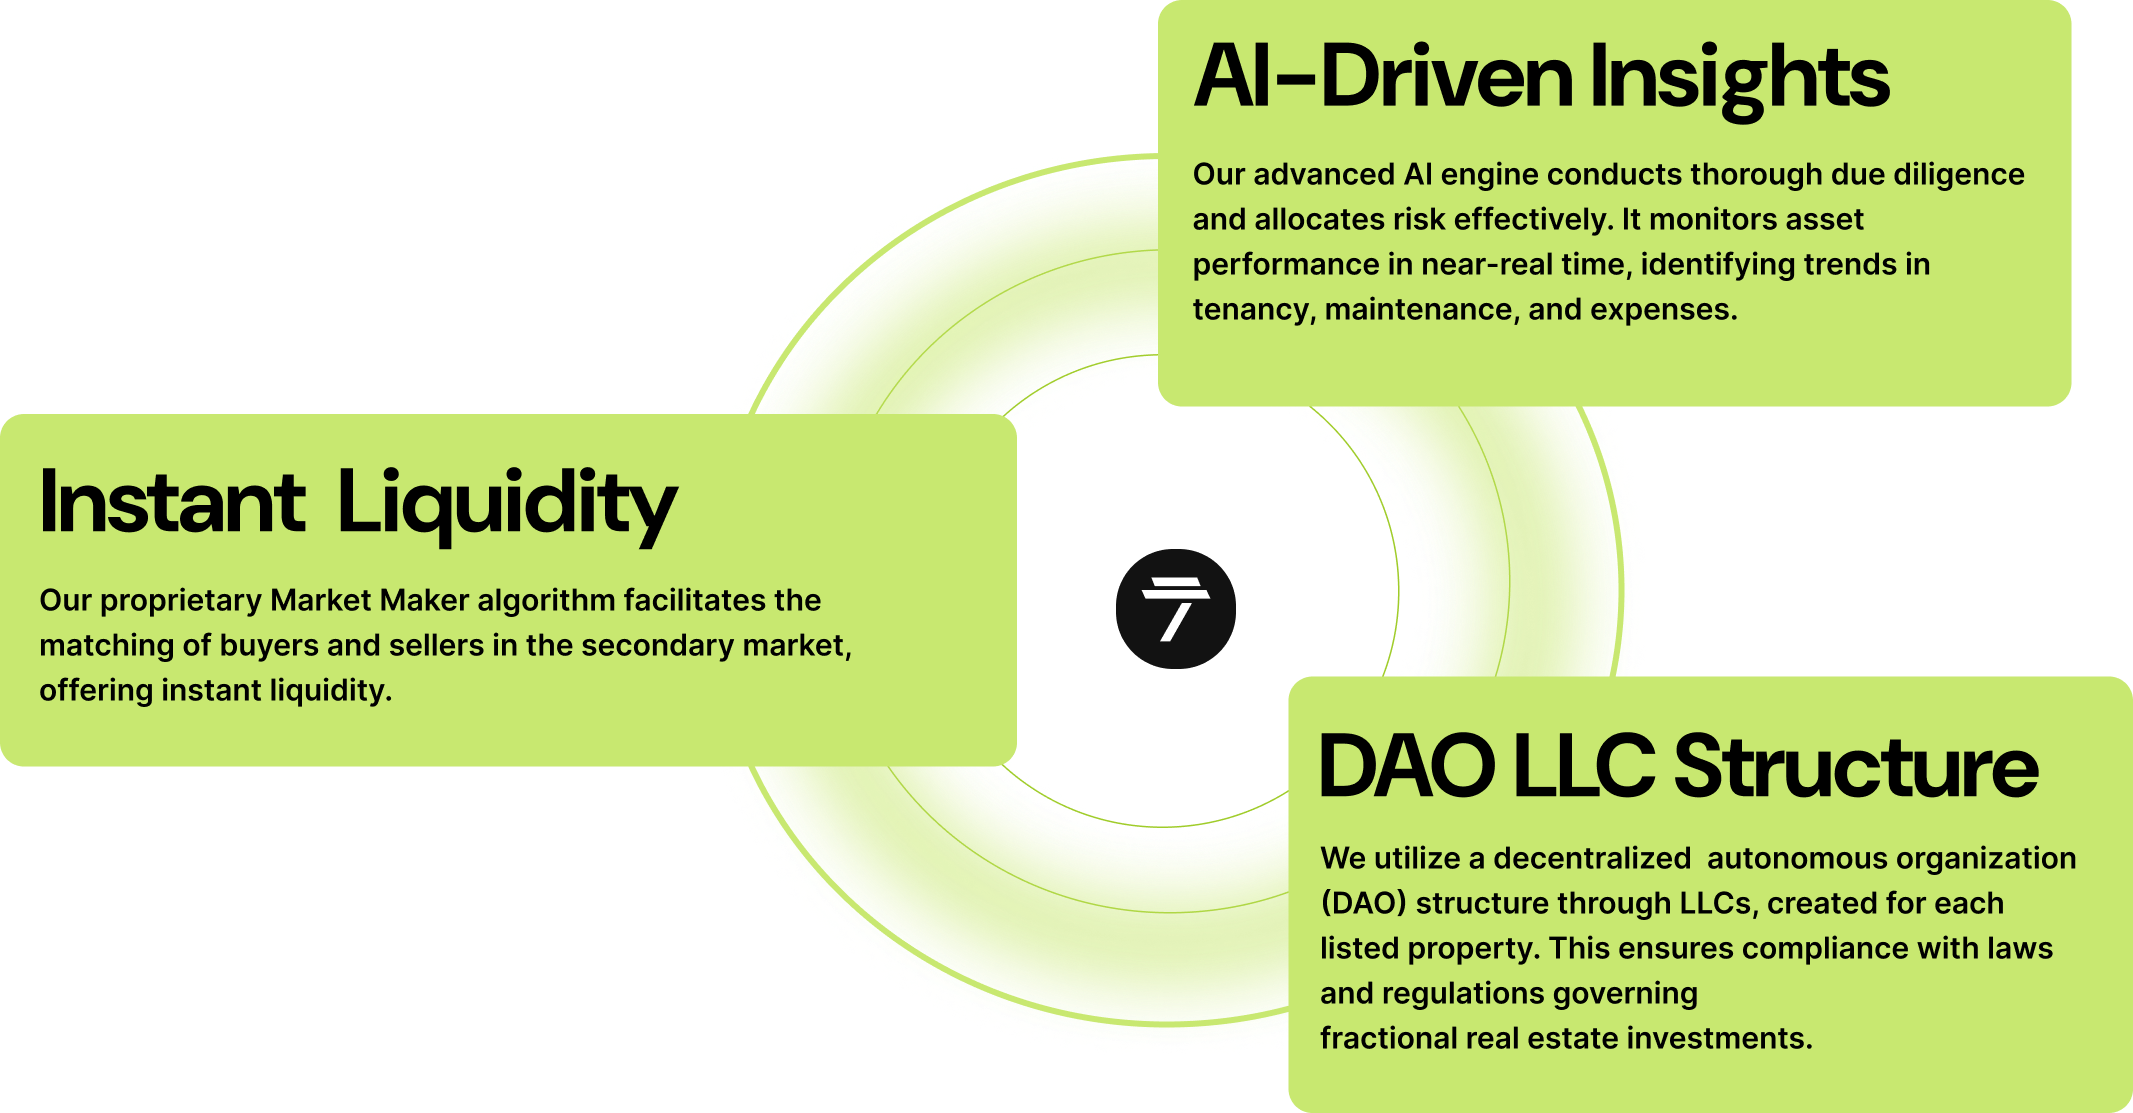 AI-Driven Insights
Our advanced AI engine conducts thorough due diligence
and allocates risk effectively. It monitors asset
performance in near-real time, identifying trends in
tenancy, maintenance, and expenses.
Instant Liquidity
Our proprietary Market Maker algorithm facilitates the
matching of buyers and sellers in the secondary market,
offering instant liquidity.
DAO LLC Structure
We utilize a decentralized autonomous organization
(DAO) structure through LLCs, created for each
listed property. This ensures compliance with laws
and regulations governing
fractional real estate investments.